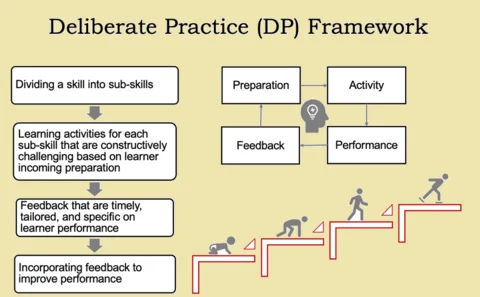 Deliberate Practice (DP) Framework
Dividing a skill into sub-skills
Learning activities for each
sub-skill that are constructively
challenging based on learner
incoming preparation
Feedback that are timely,
tailored, and specific on
learner performance
Incorporating feedback to
improve performance
Preparation
Activity
Feedback
Performance